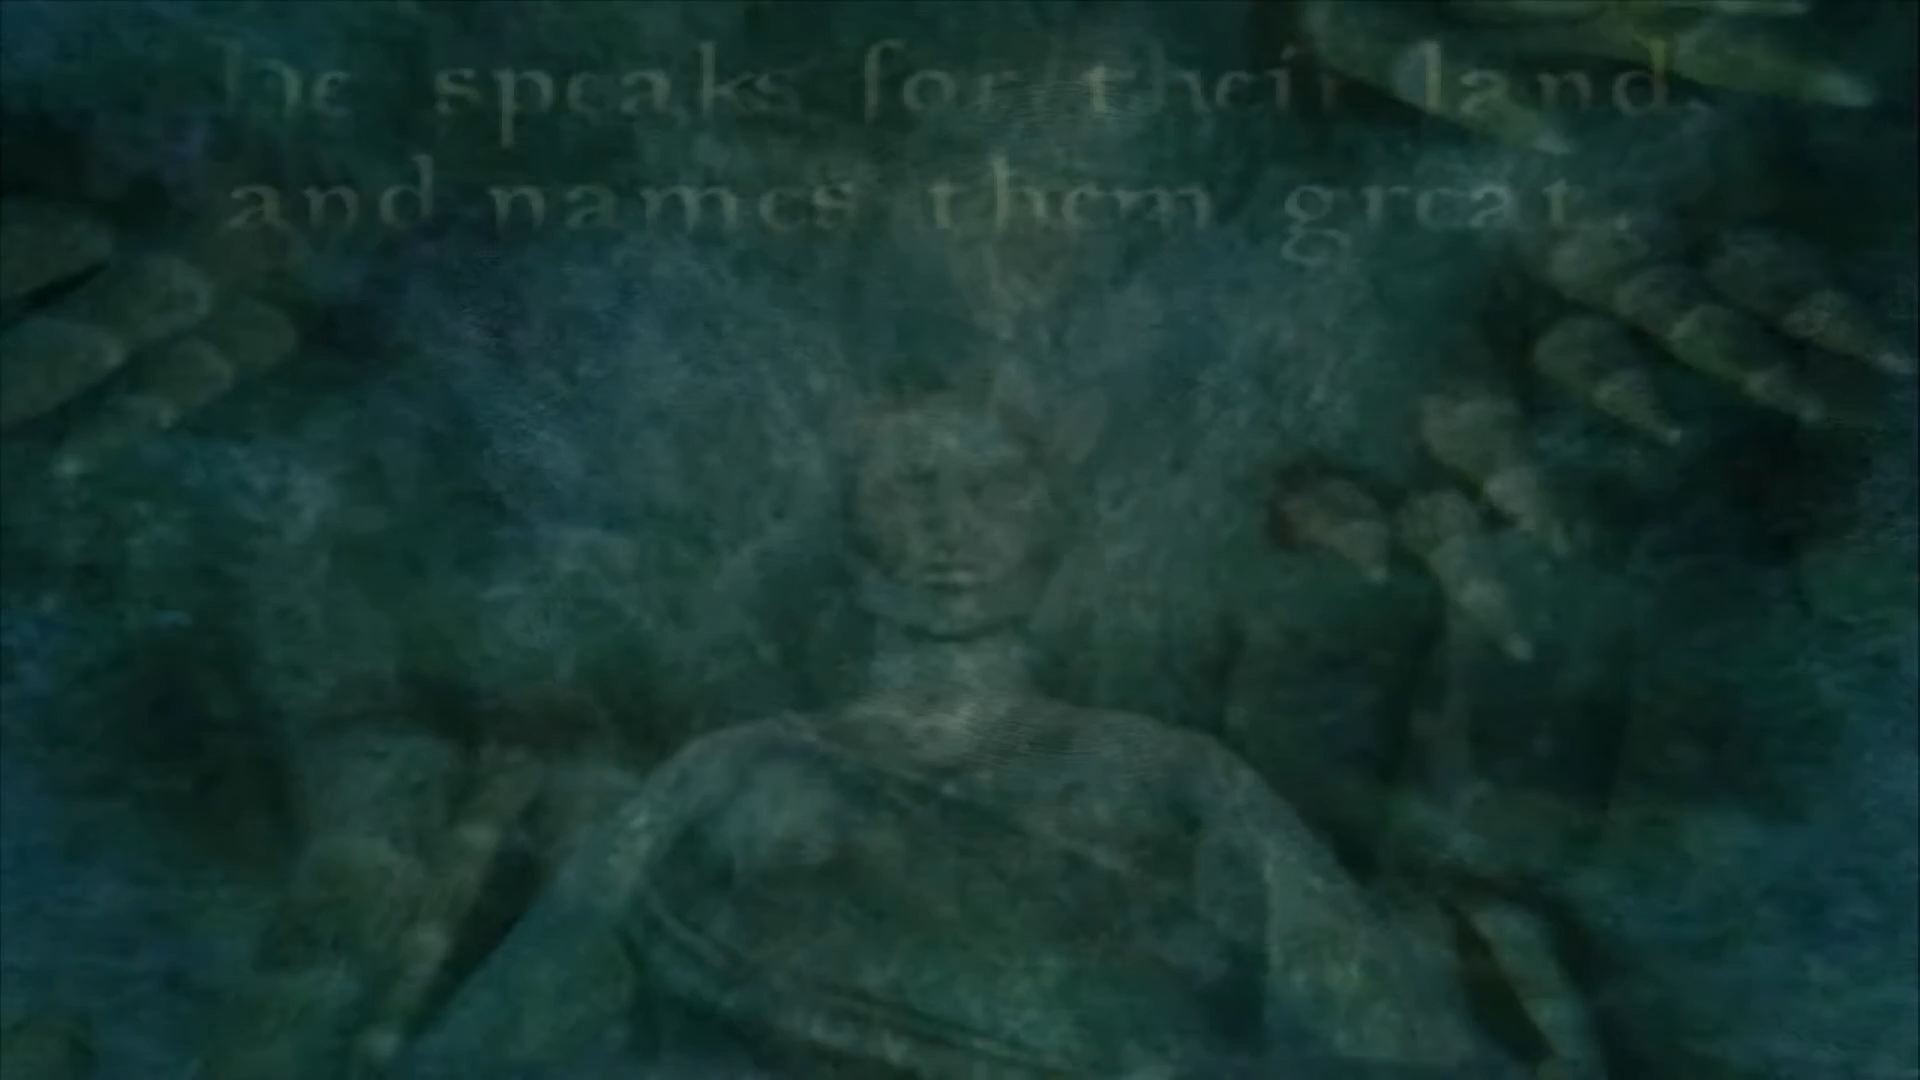 he speaks for their land,
and names them great.